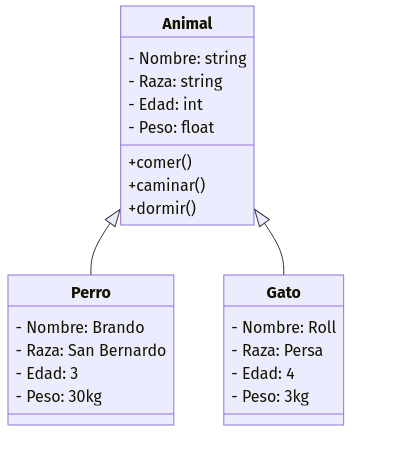 Animal
- Nombre: string
- Raza: string
- Edad: int
- Peso: float
+comer()
+caminar()
+dormir()
Perro
- Nombre: Brando
- Raza: San Bernardo
- Edad: 3
- Peso: 30kg
Gato
- Nombre: Roll
- Raza: Persa
- Edad: 4
- Peso: 3kg